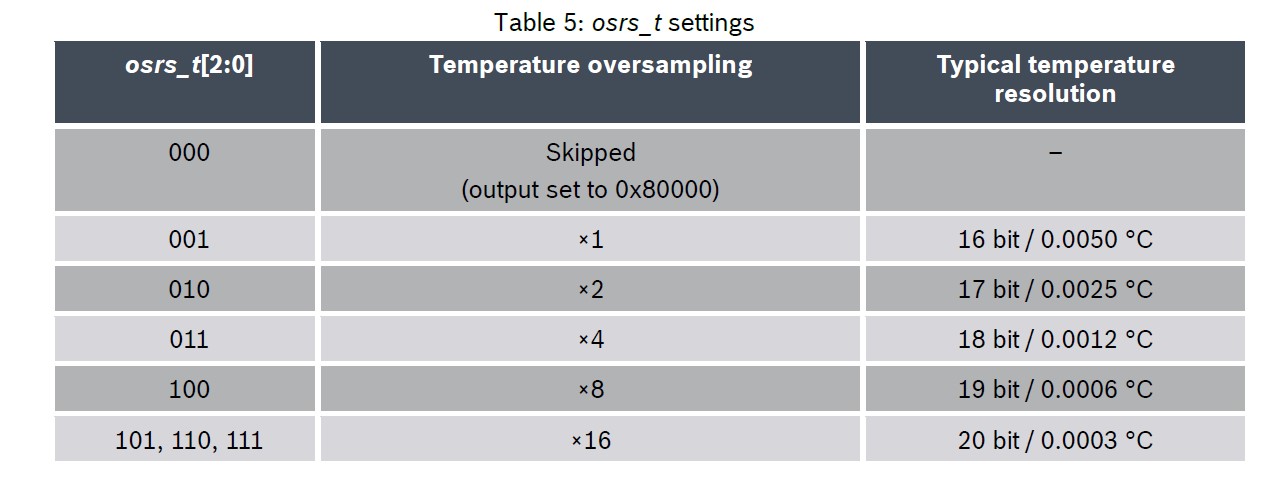 Table 5: osrs_t settings
osrs_t[2:0] Temperature oversampling Typical temperature
resolution
000 Skipped –
(output set to 0x80000)
001 ×1 16 bit / 0.0050 °C
010 ×2 17 bit / 0.0025 °C
011 ×4 18 bit / 0.0012 °C
100 ×8 19 bit / 0.0006 °C
101, 110, 111 ×16 20 bit / 0.0003 °C